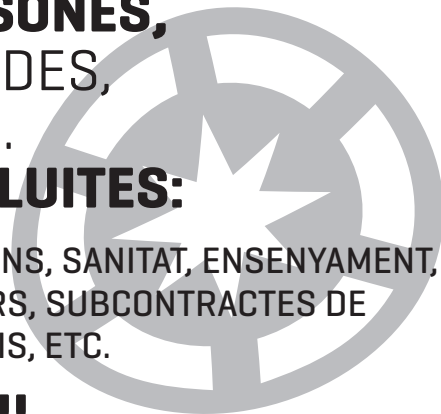 SONES,
DES,
.
LUITES:
NS, SANITAT, ENSENYAMENT,
RS, SUBCONTRACTES DE
NS, ETC.